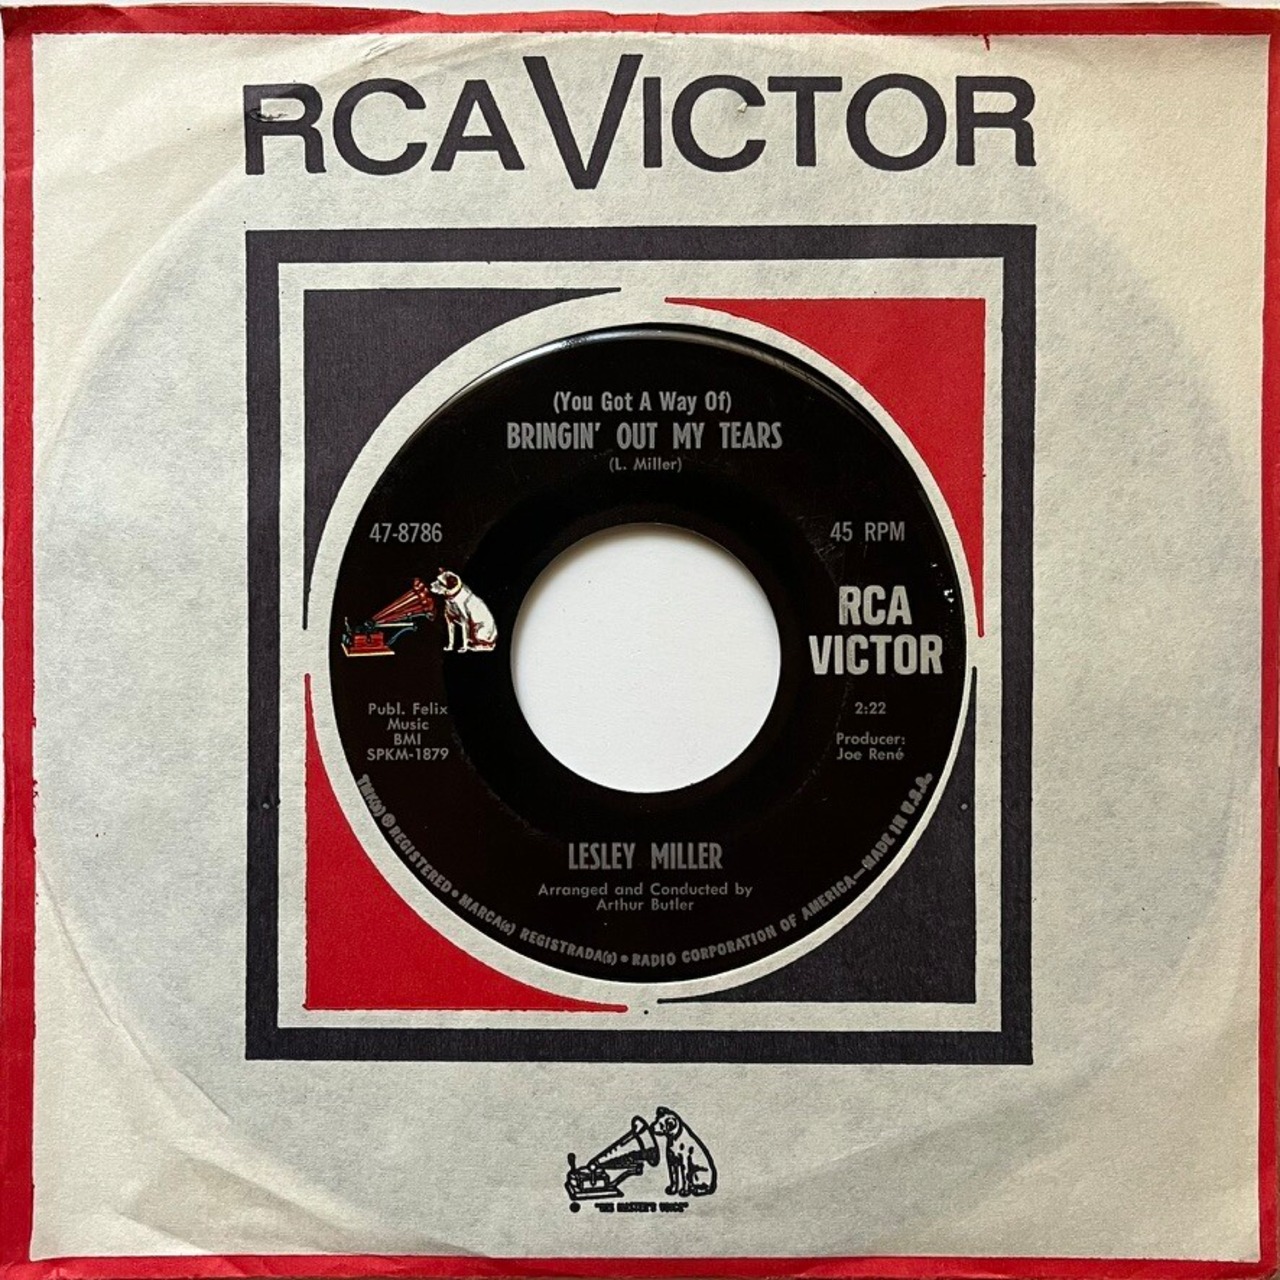 RCA VICTOR
(You Got A Way Of)
BRINGIN' OUT MY TEARS
(L. Miller)
47-8786
45 RPM
RCA
VICTOR
Publ. Felix
Music
BMI
SPKM-1879
2:22
Producer:
Joe René
LESLEY MILLER
Arranged and Conducted by
Arthur Butler
TMK(s) ® REGISTERED • MARCA(s) REGISTRADA(s) • RADIO CORPORATION OF AMERICA—MADE IN U.S.A.
® "HIS MASTER'S VOICE"